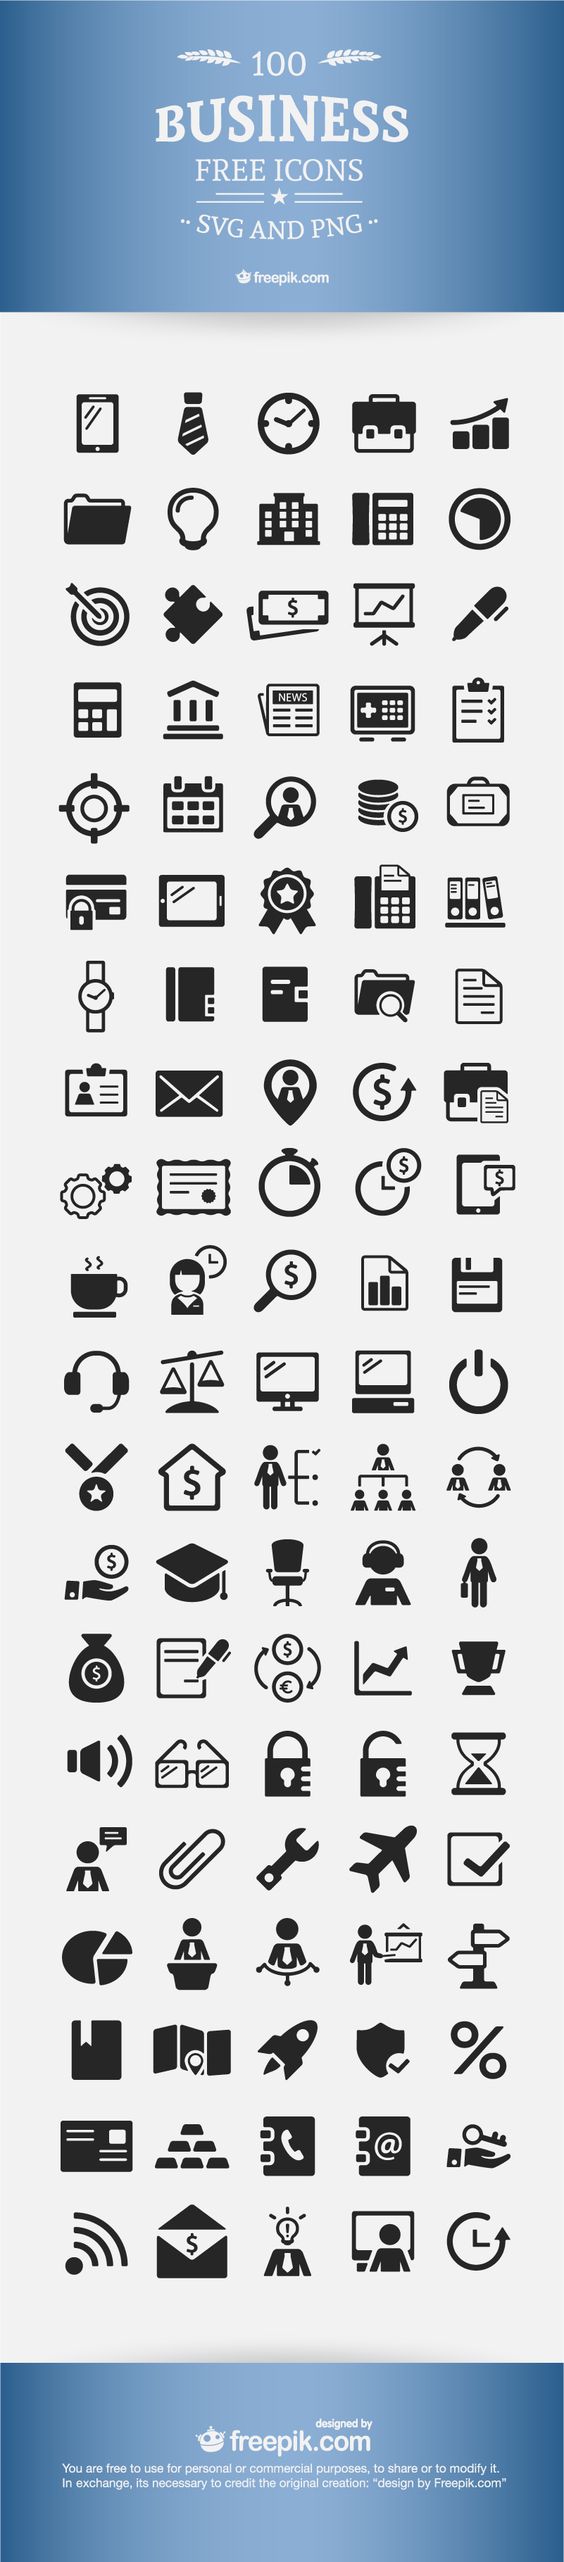 100
BUSINESS
FREE ICONS
SVG AND PNG
freepik.com
$
NEWS
$
$
$
$
$
$
$
$
$
$
€
%
@
$
designed by
freepik.com
You are free to use for personal or commercial purposes, to share or to modify it.
In exchange, its necessary to credit the original creation: “design by Freepik.com”